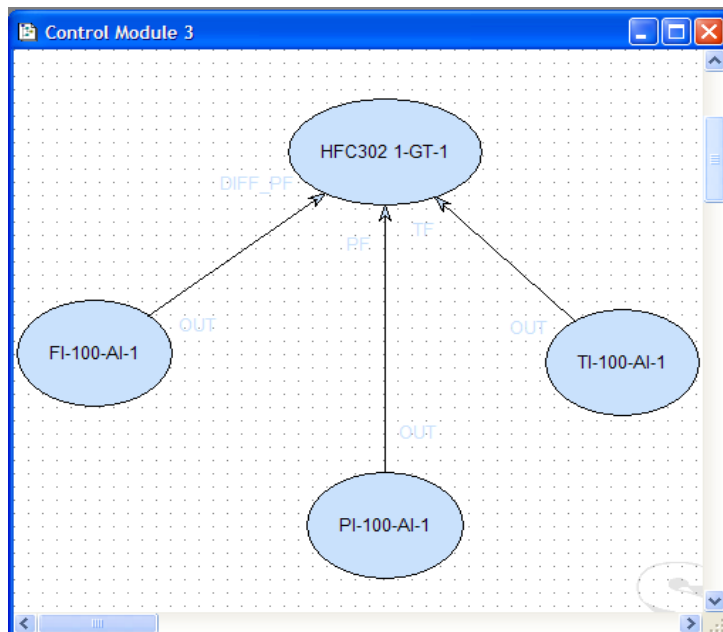 Control Module 3
HFC302 1-GT-1
DIFF_PF
PF
TF
OUT
OUT
FI-100-AI-1
TI-100-AI-1
OUT
PI-100-AI-1